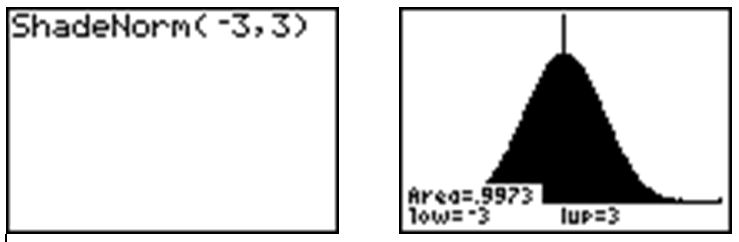 ShadeNorm(⁻3,3)
Area=.9973
low=⁻3 up=3